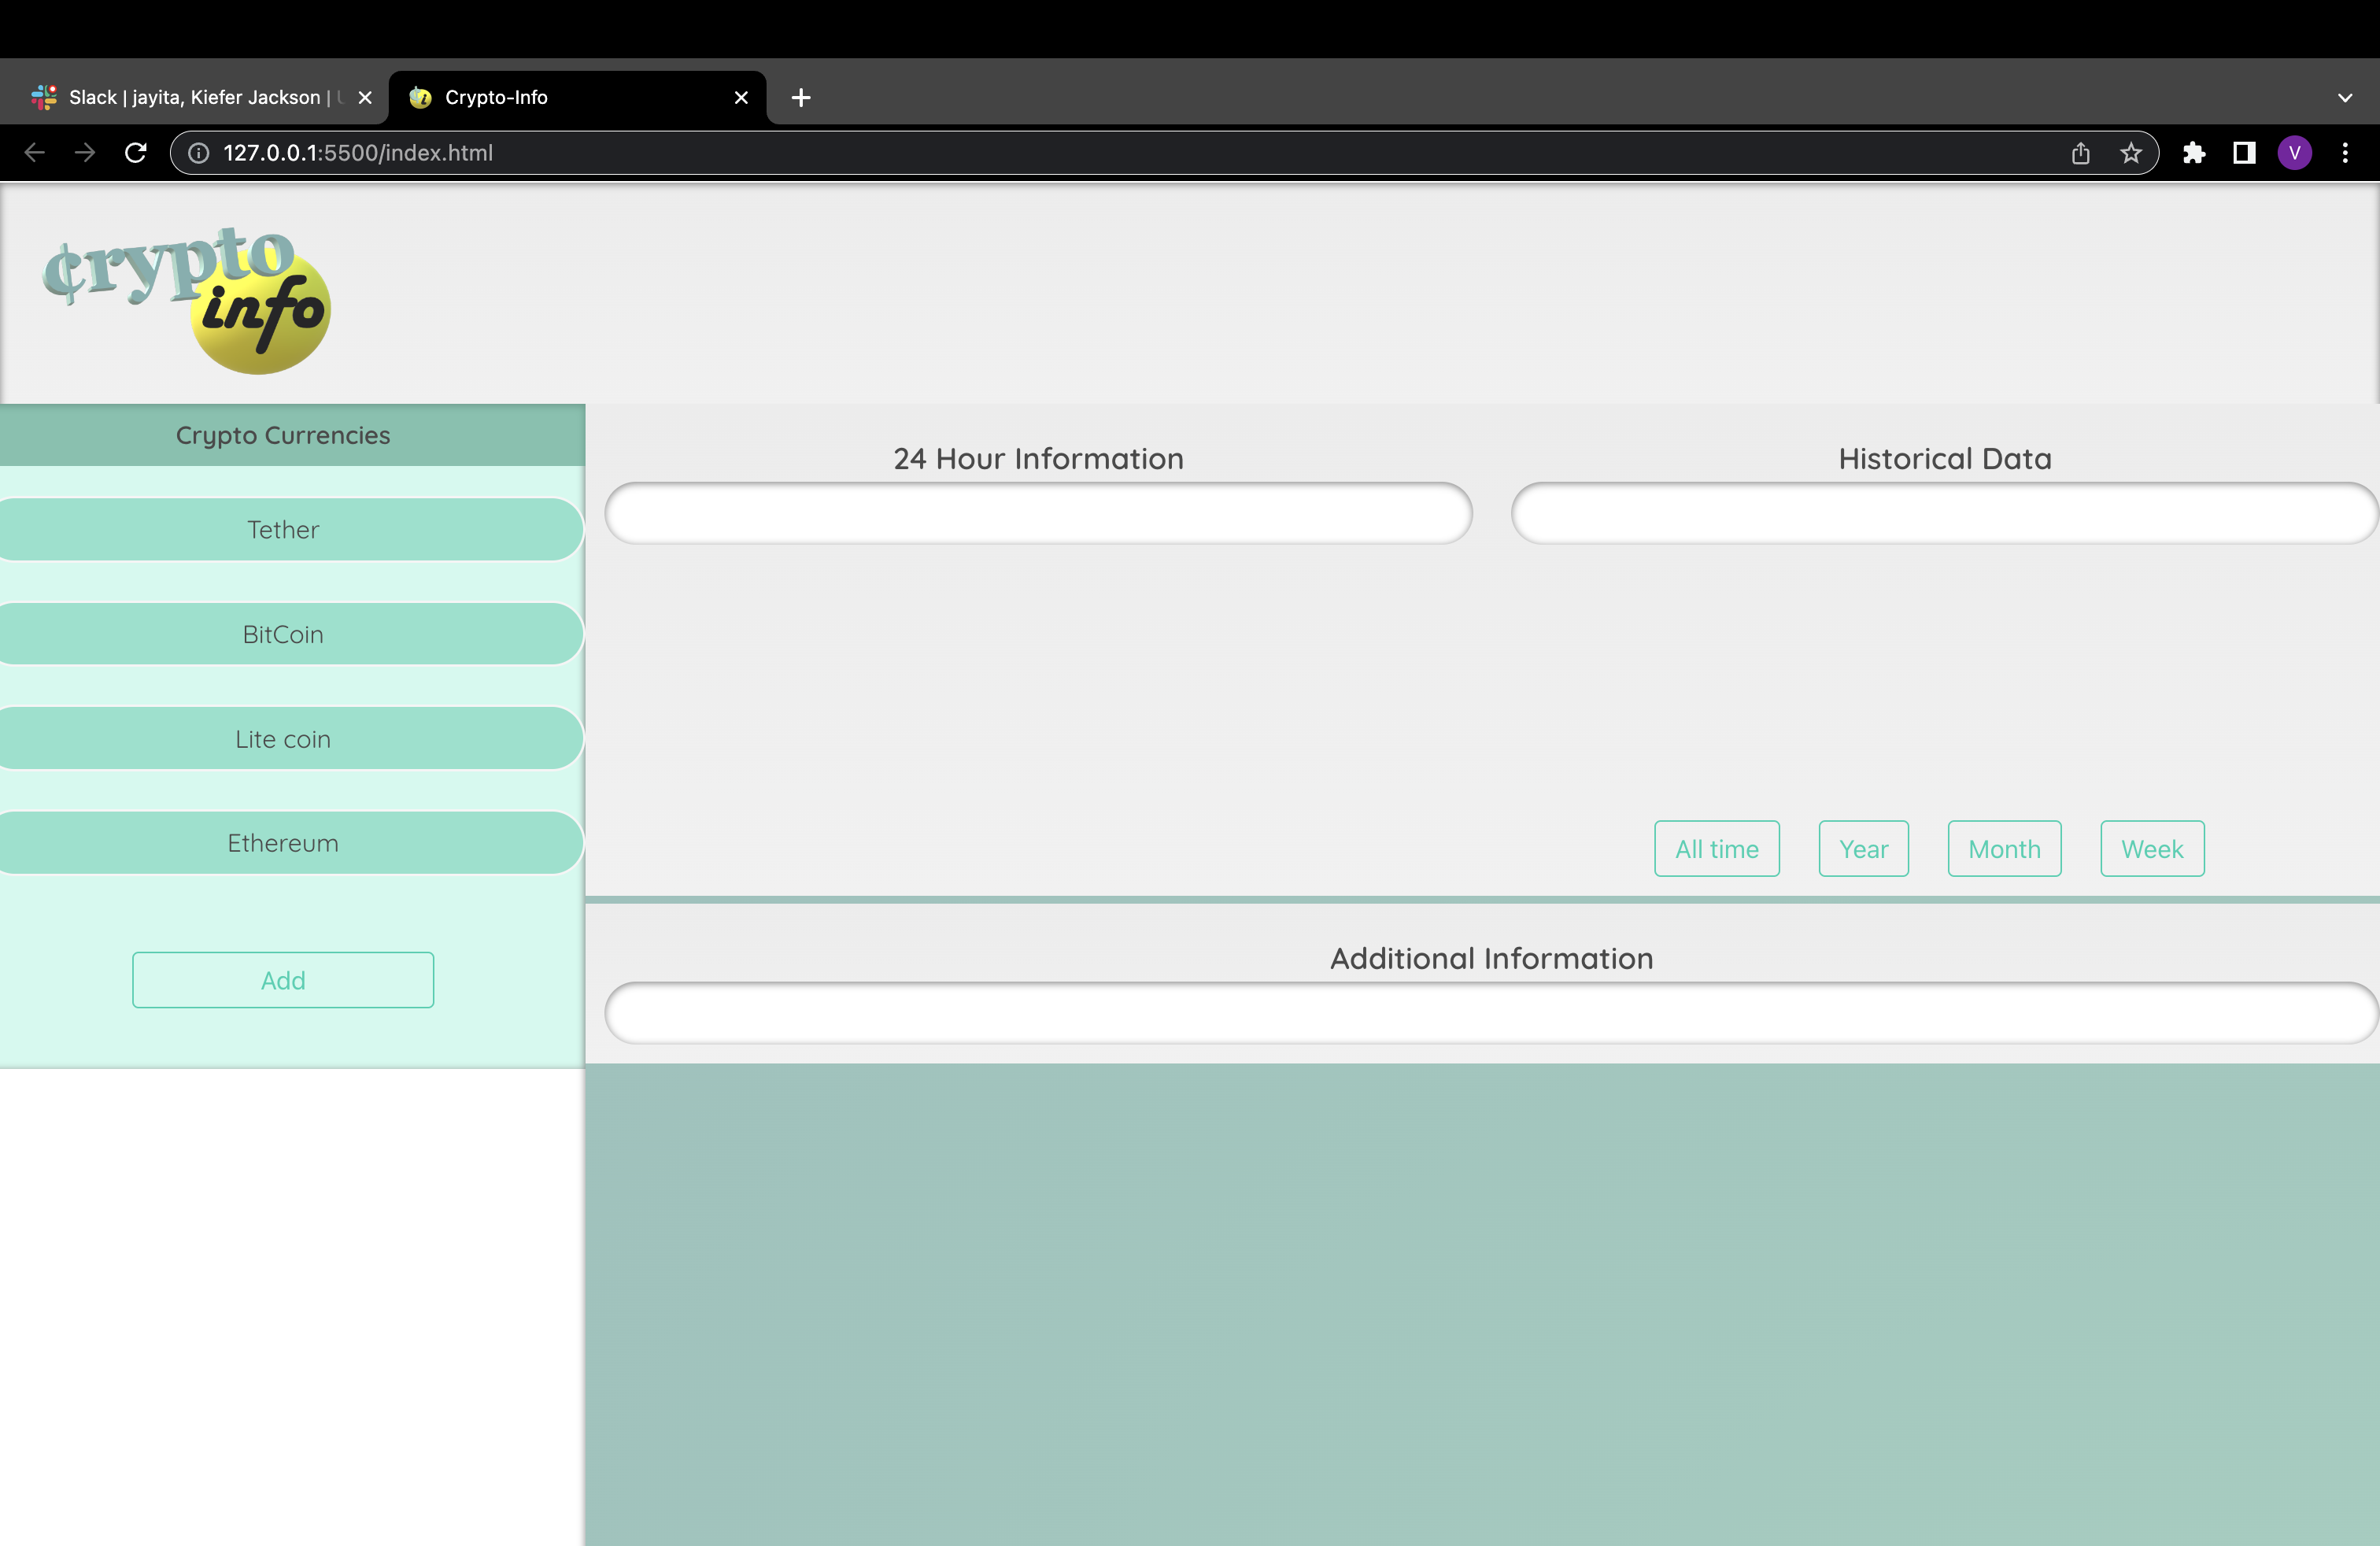 Slack | jayita, Kiefer Jackson |
Crypto-Info
127.0.0.1:5500/index.html
V
¢rypto
info
Crypto Currencies
24 Hour Information
Historical Data
Tether
BitCoin
Lite coin
Ethereum
All time
Year
Month
Week
Additional Information
Add